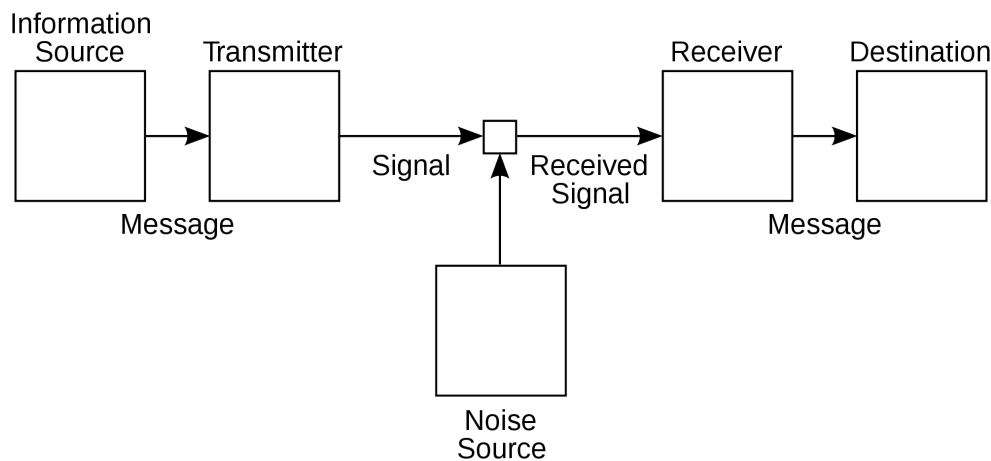 Information
Source
Transmitter
Receiver
Destination
Signal
Received
Signal
Message
Message
Noise
Source